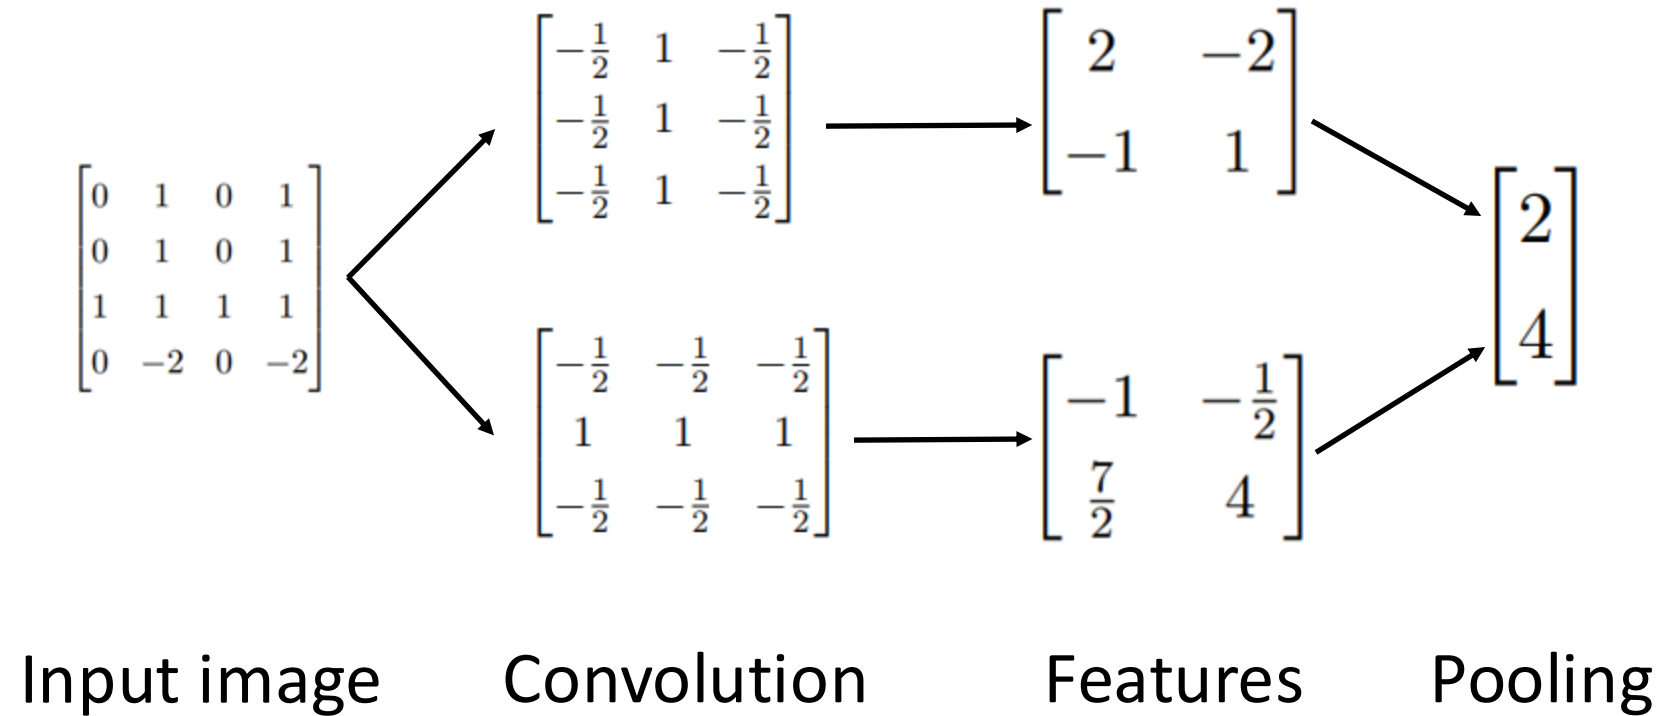 0 1 0 1
0 1 0 1
1 1 1 1
0 −2 0 −2
−1/2 1 −1/2
−1/2 1 −1/2
−1/2 1 −1/2
−1/2 −1/2 −1/2
1 1 1
−1/2 −1/2 −1/2
2 −2
−1 1
−1 −1/2
7/2 4
2
4
Input image
Convolution
Features
Pooling